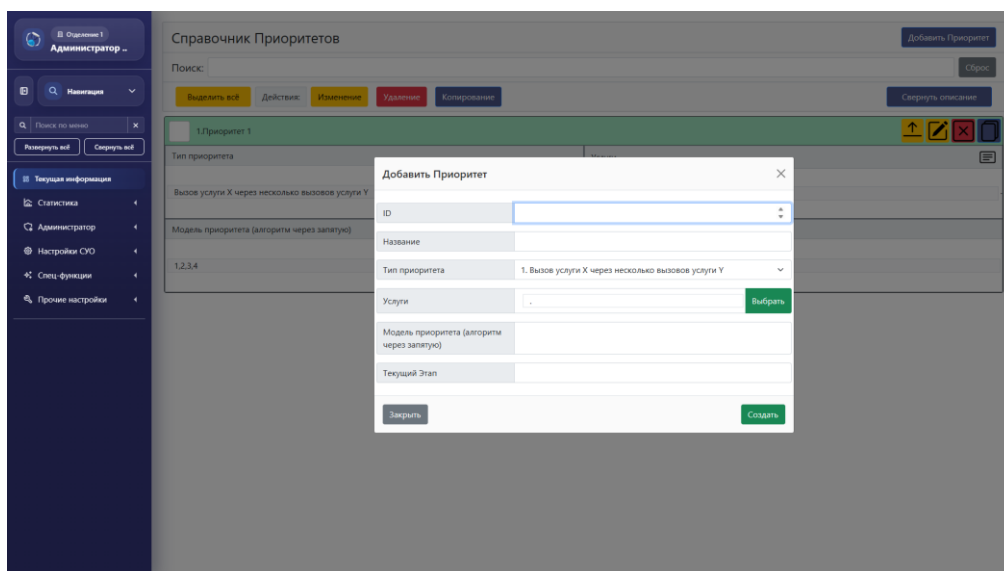 Отделение 1
Администратор ..
Навигация
Поиск по меню
Развернуть всё
Свернуть всё
Текущая информация
Статистика
Администратор
Настройки СУО
Спец-функции
Прочие настройки
Справочник Приоритетов
Добавить Приоритет
Поиск:
Сброс
Выделить всё
Действия:
Изменение
Удаление
Копирование
Свернуть описание
1.Приоритет 1
Тип приоритета
Услуги
Вызов услуги X через несколько вызовов услуги Y
Модель приоритета (алгоритм через запятую)
1,2,3,4
Добавить Приоритет
ID
Название
Тип приоритета
1. Вызов услуги X через несколько вызовов услуги Y
Услуги
.
Выбрать
Модель приоритета (алгоритм
через запятую)
Текущий Этап
Закрыть
Создать